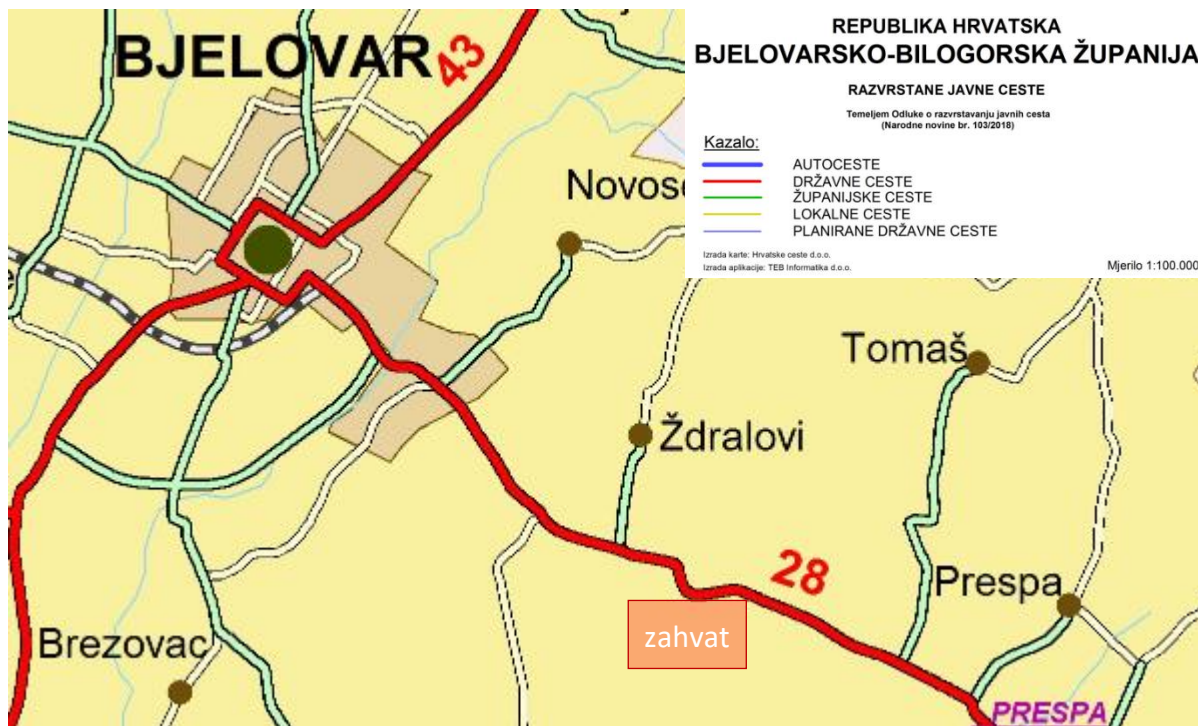 BJELOVAR
43
REPUBLIKA HRVATSKA
BJELOVARSKO-BILOGORSKA ŽUPANIJA
RAZVRSTANE JAVNE CESTE
Temeljem Odluke o razvrstavanju javnih cesta
(Narodne novine br. 103/2018)
Kazalo:
AUTOCESTE
DRŽAVNE CESTE
ŽUPANIJSKE CESTE
LOKALNE CESTE
PLANIRANE DRŽAVNE CESTE
Izrada karte: Hrvatske ceste d.o.o.
Izrada aplikacije: TEB Informatika d.o.o.
Mjerilo 1:100.000
Tomaš
Ždralovi
28
Prespa
zahvat
Brezovac
PRESPA